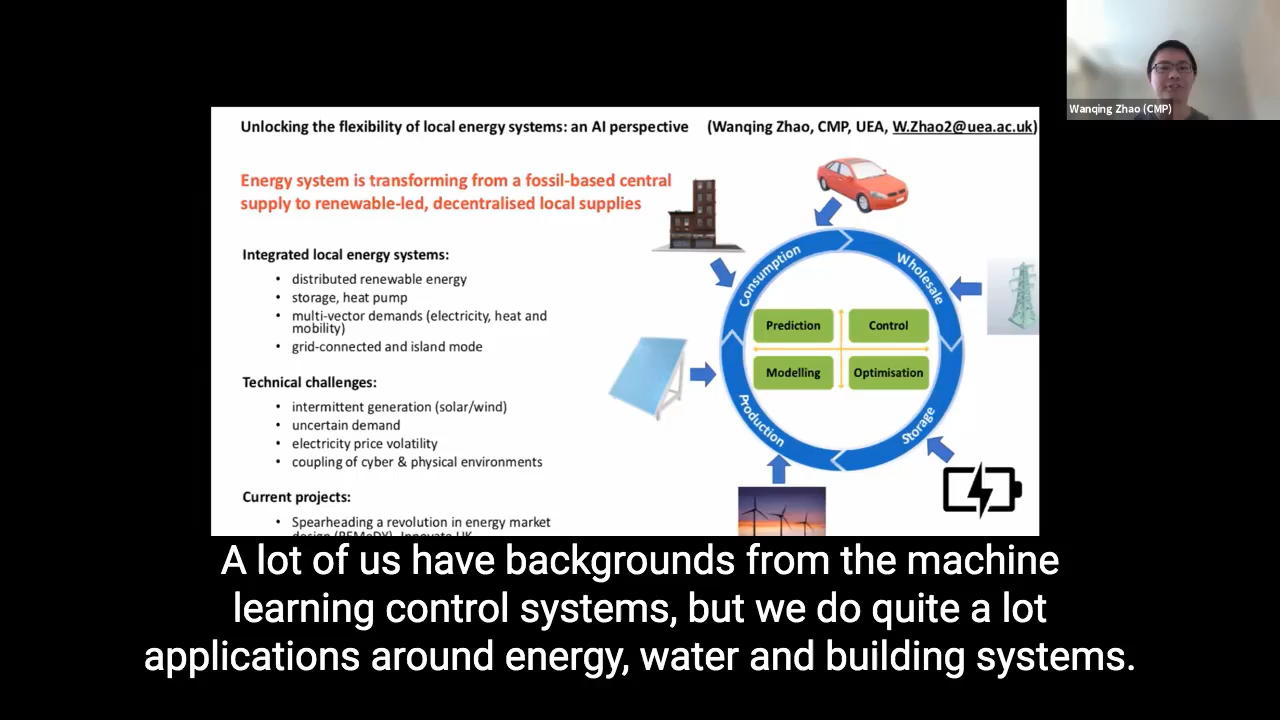 Wanqing Zhao (CMP)
Unlocking the flexibility of local energy systems: an AI perspective (Wanqing Zhao, CMP, UEA, W.Zhao2@uea.ac.uk)
Energy system is transforming from a fossil-based central
supply to renewable-led, decentralised local supplies
Integrated local energy systems:
• distributed renewable energy
• storage, heat pump
• multi-vector demands (electricity, heat and
mobility)
• grid-connected and island mode
Technical challenges:
• intermittent generation (solar/wind)
• uncertain demand
• electricity price volatility
• coupling of cyber & physical environments
Current projects:
• Spearheading a revolution in energy market
design (REMeDY), Innovate UK
Consumption
Wholesale
Prediction
Control
Modelling
Optimisation
Production
Storage
A lot of us have backgrounds from the machine
learning control systems, but we do quite a lot
applications around energy, water and building systems.